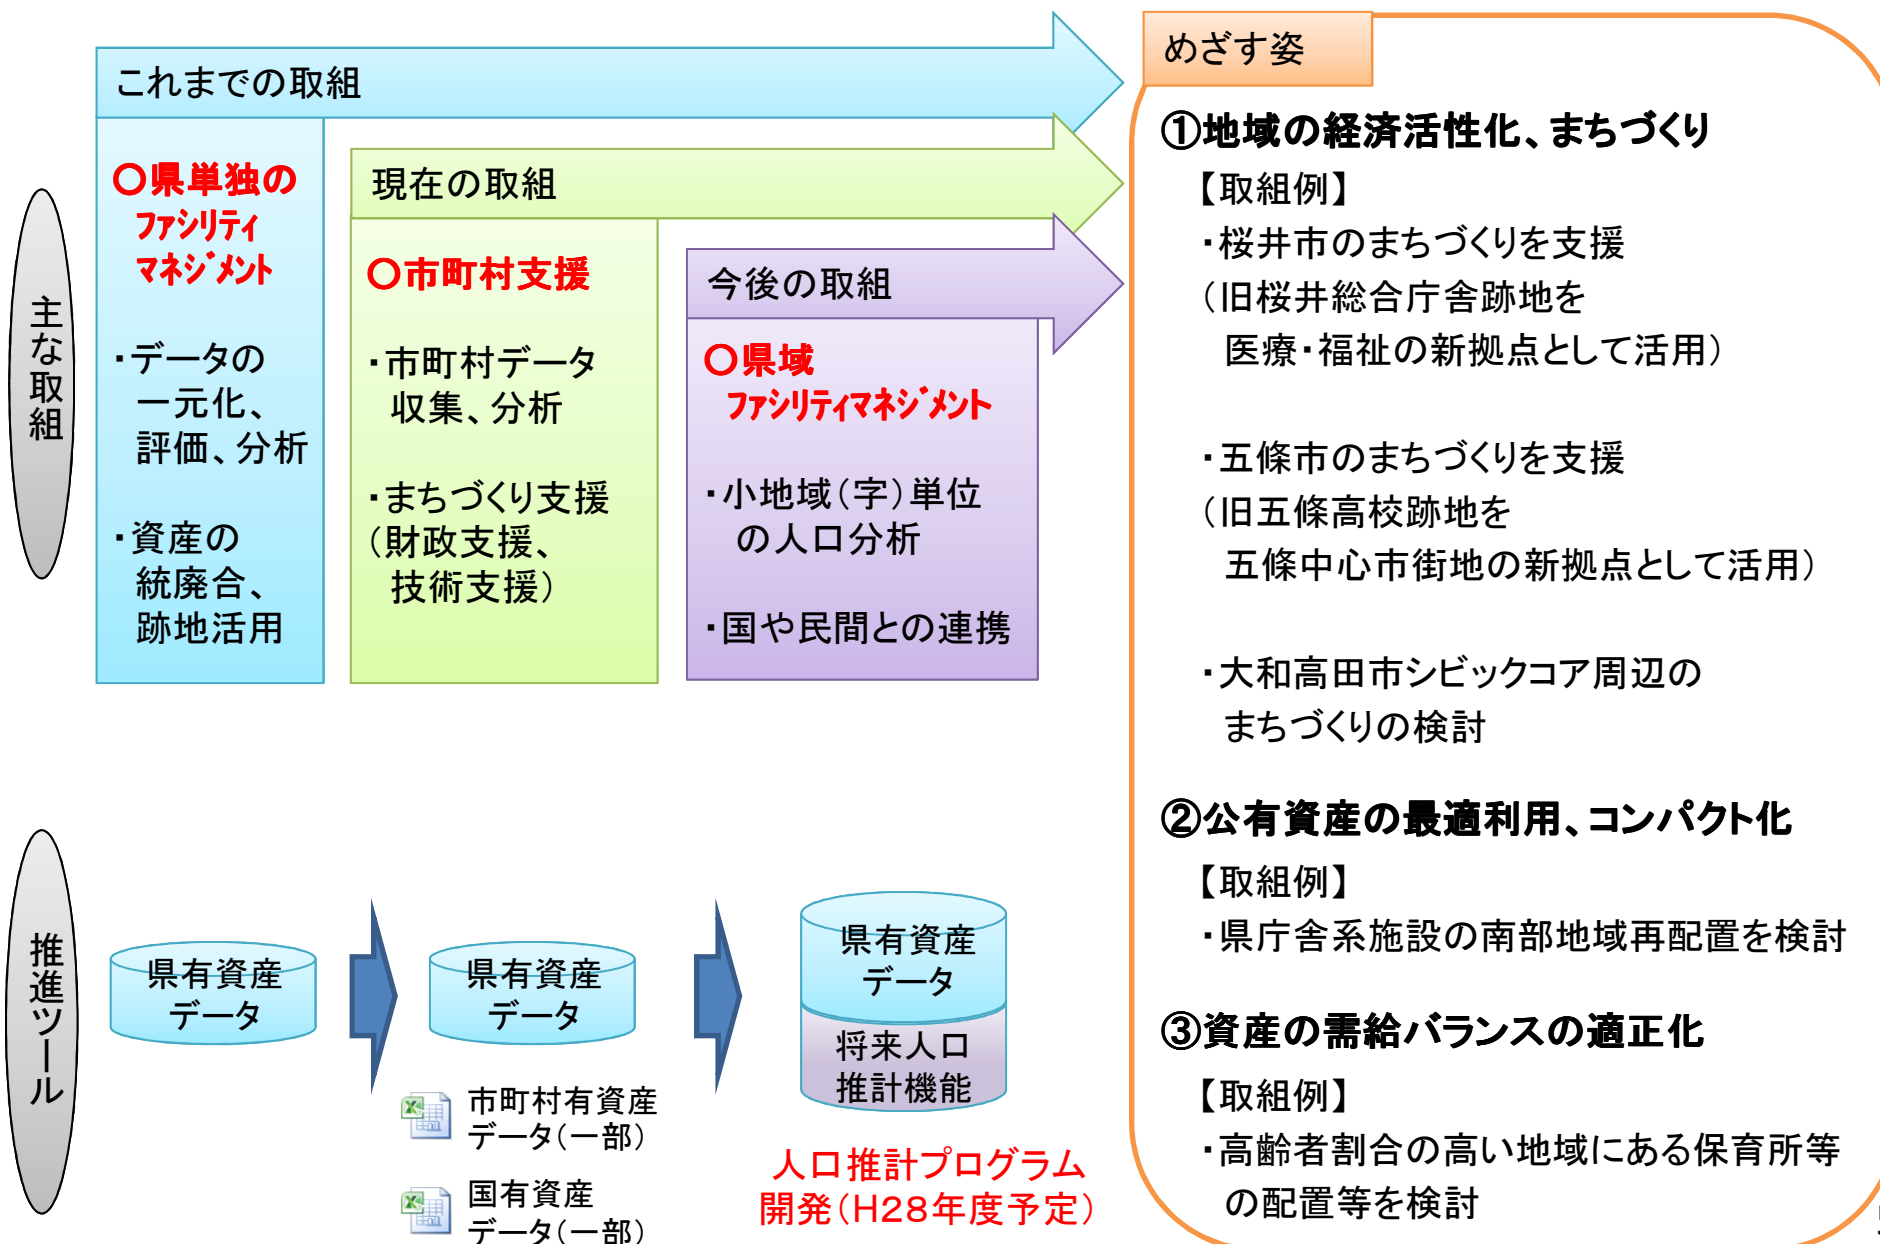 主な取組
これまでの取組
○県単独の
ファシリティ
マネジメント
・データの
一元化、
評価、分析
・資産の
統廃合、
跡地活用
現在の取組
○市町村支援
・市町村データ
収集、分析
・まちづくり支援
（財政支援、
技術支援）
今後の取組
○県域
ファシリティマネジメント
・小地域（字）単位
の人口分析
・国や民間との連携
推進ツール
県有資産
データ
県有資産
データ
市町村有資産
データ（一部）
国有資産
データ（一部）
県有資産
データ
将来人口
推計機能
人口推計プログラム
開発（H28年度予定）
めざす姿
①地域の経済活性化、まちづくり
【取組例】
・桜井市のまちづくりを支援
（旧桜井総合庁舎跡地を
医療・福祉の新拠点として活用）
・五條市のまちづくりを支援
（旧五條高校跡地を
五條中心市街地の新拠点として活用）
・大和高田市シビックコア周辺の
まちづくりの検討
②公有資産の最適利用、コンパクト化
【取組例】
・県庁舎系施設の南部地域再配置を検討
③資産の需給バランスの適正化
【取組例】
・高齢者割合の高い地域にある保育所等
の配置等を検討